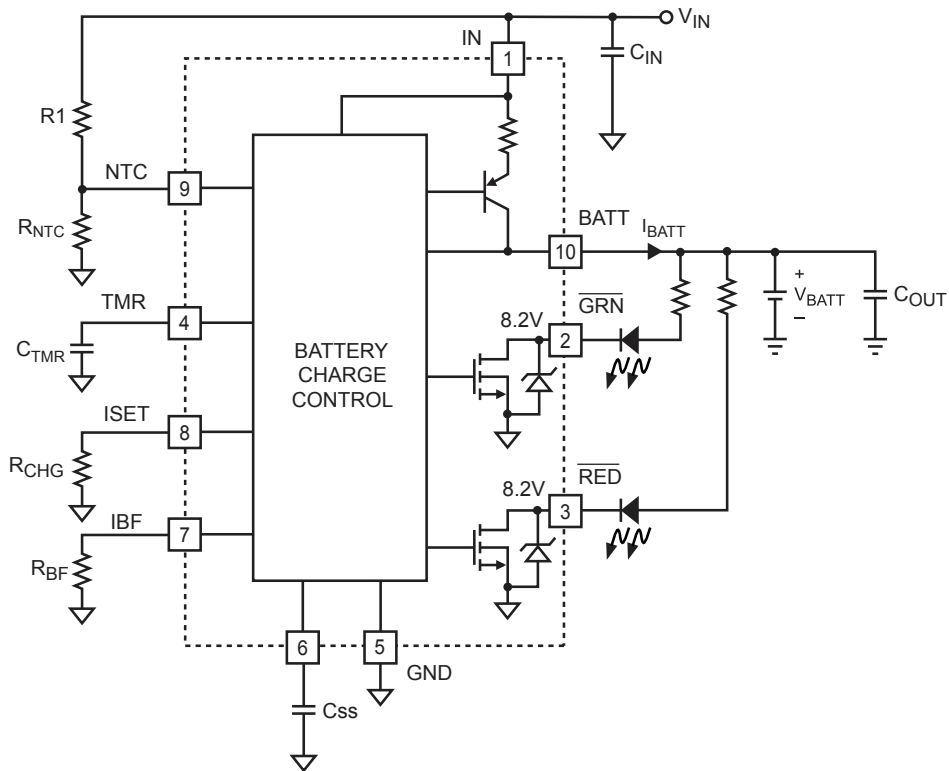 V_IN
IN
1
C_IN
R1
NTC
9
R_NTC
BATT
I_BATT
10
+
V_BATT
–
C_OUT
TMR
4
C_TMR
8.2V
GRN
2
BATTERY
CHARGE
CONTROL
ISET
8
R_CHG
8.2V
RED
3
IBF
7
R_BF
6
5
GND
Css